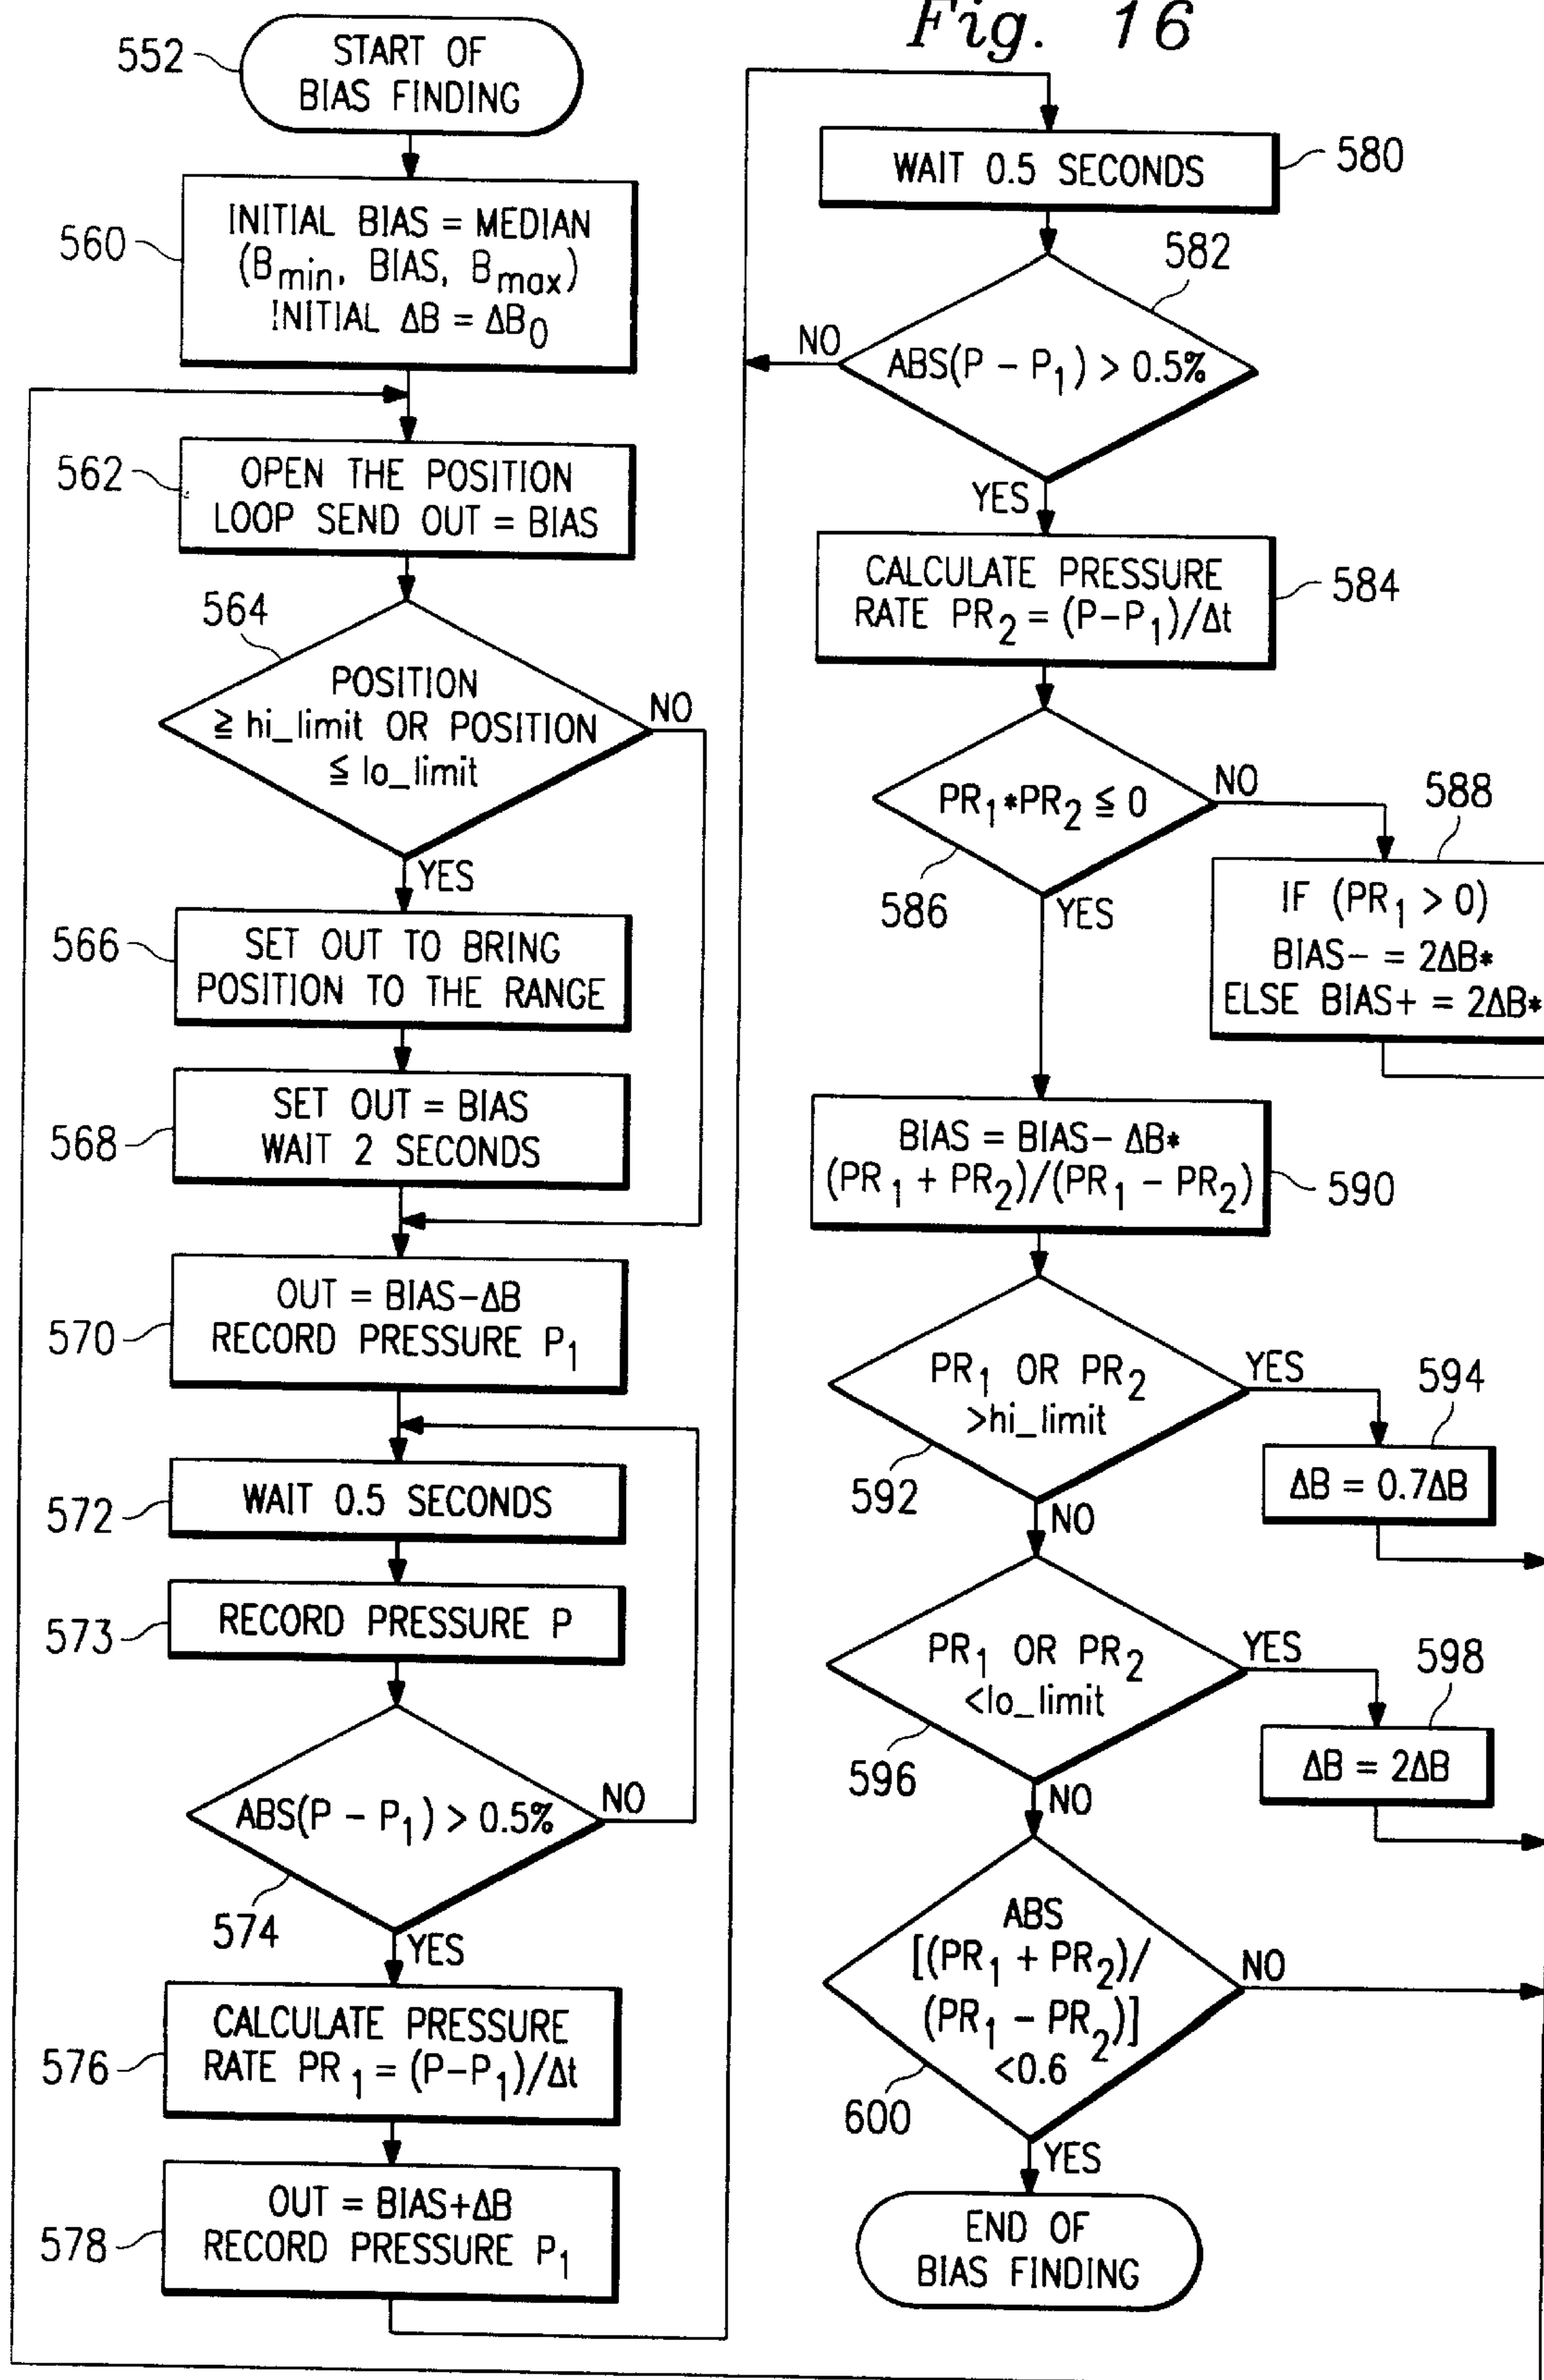 Fig. 16
552
START OF
BIAS FINDING
560
INITIAL BIAS = MEDIAN
(Bmin, BIAS, Bmax)
INITIAL ΔB = ΔB0
562
OPEN THE POSITION
LOOP SEND OUT = BIAS
564
POSITION
≧ hi_limit OR POSITION
≦ lo_limit
NO
YES
566
SET OUT TO BRING
POSITION TO THE RANGE
568
SET OUT = BIAS
WAIT 2 SECONDS
570
OUT = BIAS-ΔB
RECORD PRESSURE P1
572
WAIT 0.5 SECONDS
573
RECORD PRESSURE P
ABS(P - P1) > 0.5%
NO
574
YES
576
CALCULATE PRESSURE
RATE PR1 = (P-P1)/Δt
578
OUT = BIAS+ΔB
RECORD PRESSURE P1
WAIT 0.5 SECONDS
580
582
NO
ABS(P - P1) > 0.5%
YES
CALCULATE PRESSURE
RATE PR2 = (P-P1)/Δt
584
PR1*PR2 ≦ 0
NO
586
YES
588
IF (PR1 > 0)
BIAS- = 2ΔB*
ELSE BIAS+ = 2ΔB*
BIAS = BIAS- ΔB*
(PR1 + PR2)/(PR1 - PR2)
590
PR1 OR PR2
>hi_limit
YES
592
NO
594
ΔB = 0.7ΔB
PR1 OR PR2
<lo_limit
YES
596
NO
598
ΔB = 2ΔB
ABS
[(PR1 + PR2)/
(PR1 - PR2)]
<0.6
NO
600
YES
END OF
BIAS FINDING